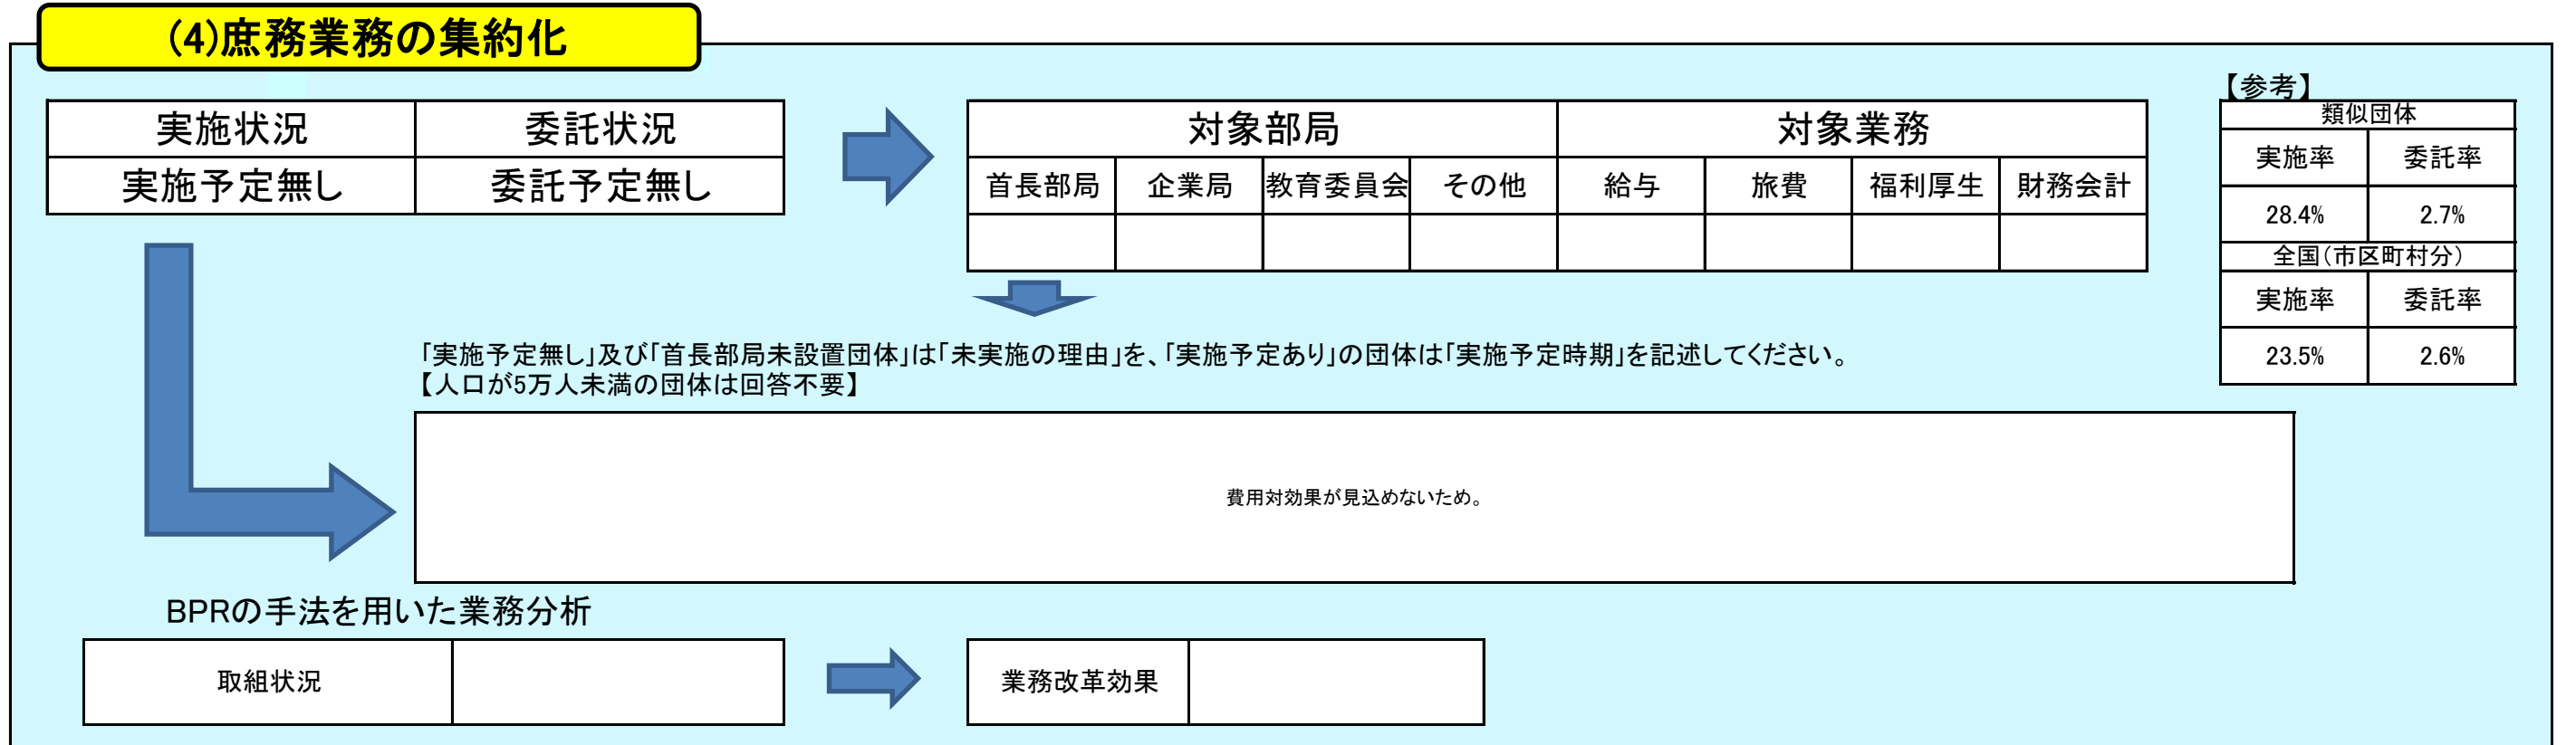 (4)庶務業務の集約化
実施状況 委託状況
実施予定無し 委託予定無し
対象部局 対象業務
首長部局 企業局 教育委員会 その他 給与 旅費 福利厚生 財務会計
【参考】
類似団体
実施率 委託率
28.4% 2.7%
全国(市区町村分)
実施率 委託率
23.5% 2.6%
「実施予定無し」及び「首長部局未設置団体」は「未実施の理由」を、「実施予定あり」の団体は「実施予定時期」を記述してください。
【人口が5万人未満の団体は回答不要】
費用対効果が見込めないため。
BPRの手法を用いた業務分析
取組状況
業務改革効果